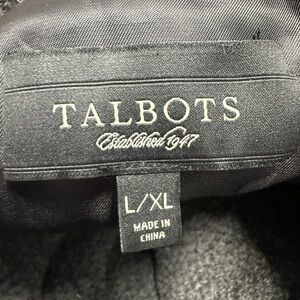 TALBOTS
Established 1947
L/XL
MADE IN
CHINA